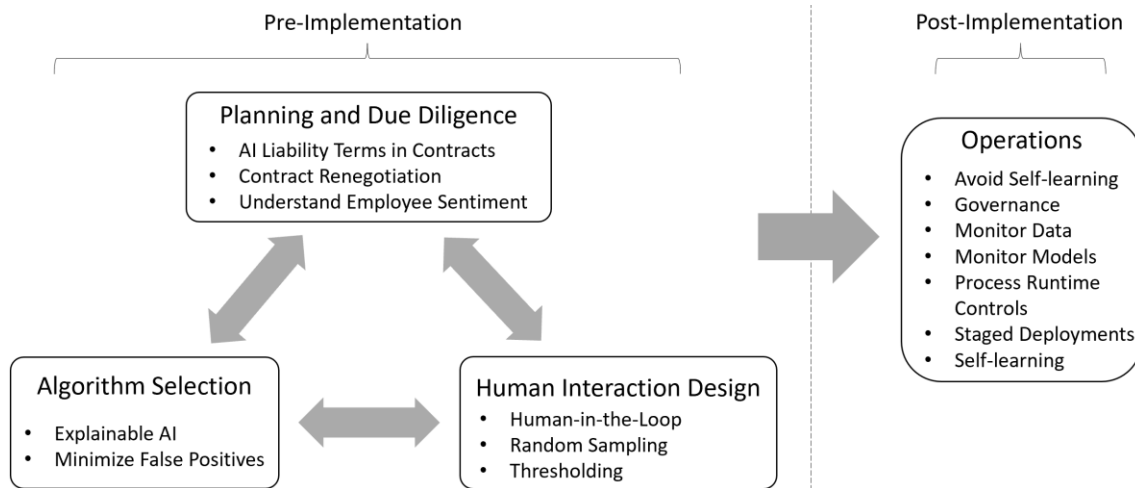 Pre-Implementation
Post-Implementation
Planning and Due Diligence
• AI Liability Terms in Contracts
• Contract Renegotiation
• Understand Employee Sentiment
Algorithm Selection
• Explainable AI
• Minimize False Positives
Human Interaction Design
• Human-in-the-Loop
• Random Sampling
• Thresholding
Operations
• Avoid Self-learning
• Governance
• Monitor Data
• Monitor Models
• Process Runtime
Controls
• Staged Deployments
• Self-learning